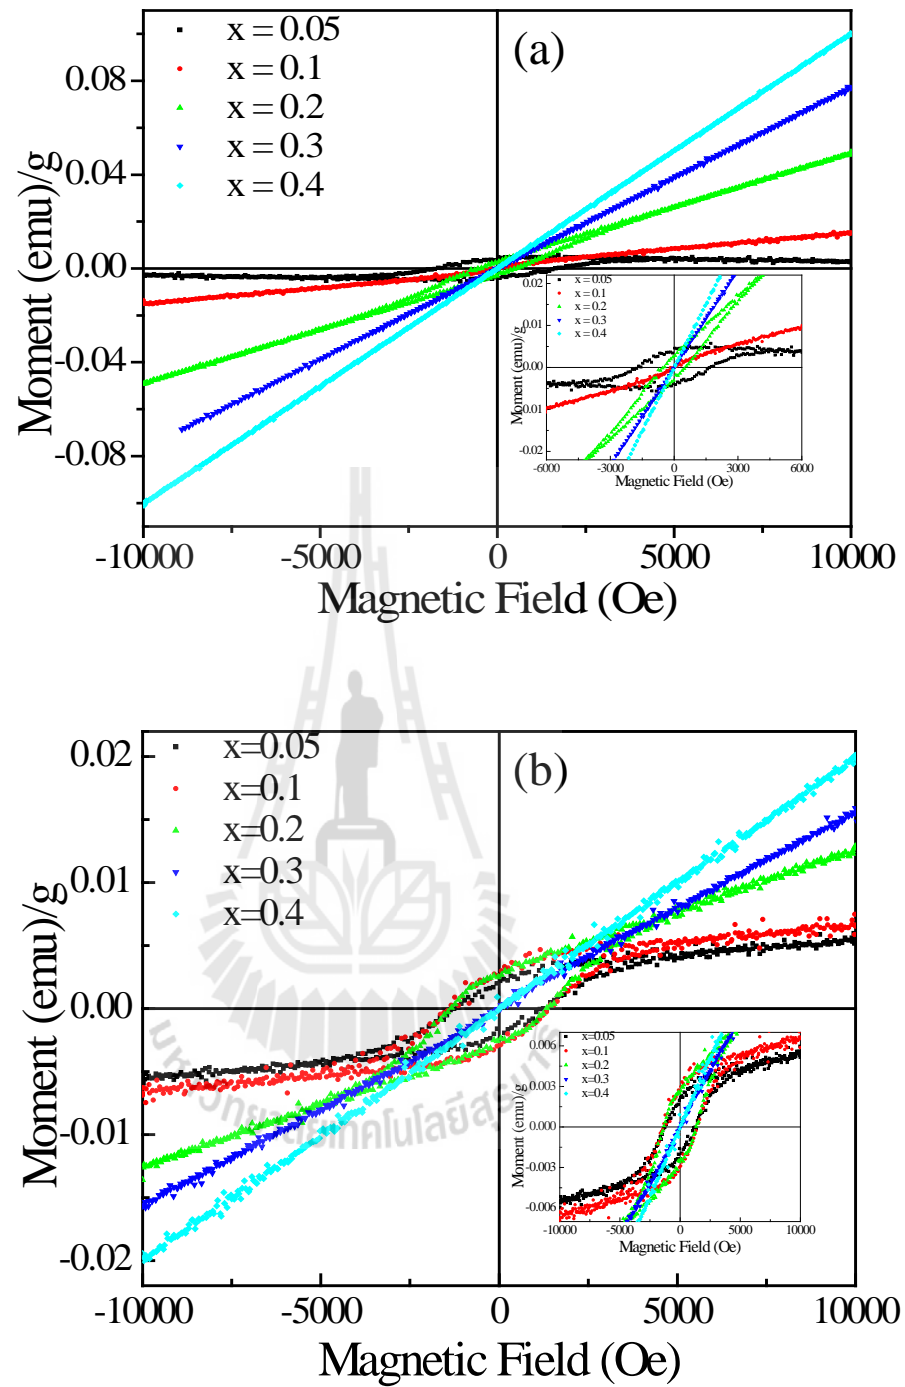 (a)
x = 0.05
x = 0.1
x = 0.2
x = 0.3
x = 0.4
Moment (emu)/g
0.08
0.04
0.00
-0.04
-0.08
-10000 -5000 0 5000 10000
Magnetic Field (Oe)
x = 0.05
x = 0.1
x = 0.2
x = 0.3
x = 0.4
Moment (emu)/g
0.02
0.01
0.00
-0.01
-0.02
-6000 -3000 0 3000 6000
Magnetic Field (Oe)
(b)
x=0.05
x=0.1
x=0.2
x=0.3
x=0.4
Moment (emu)/g
0.02
0.01
0.00
-0.01
-0.02
-10000 -5000 0 5000 10000
Magnetic Field (Oe)
x=0.05
x=0.1
x=0.2
x=0.3
x=0.4
Moment (emu)/g
0.006
0.003
0.000
-0.003
-0.006
-10000 -5000 0 5000 10000
Magnetic Field (Oe)